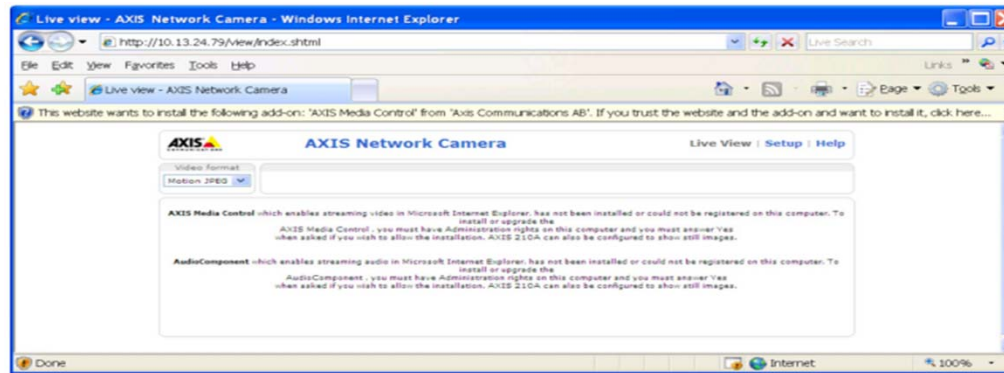 Live view - AXIS Network Camera - Windows Internet Explorer
http://10.13.24.79/view/index.shtml
Live Search
File Edit View Favorites Tools Help
Links »
Live view - AXIS Network Camera
Page Tools
This website wants to install the following add-on: 'AXIS Media Control' from 'Axis Communications AB'. If you trust the website and the add-on and want to install it, click here...
AXIS
COMMUNICATIONS
AXIS Network Camera
Live View | Setup | Help
Video format
Motion JPEG
AXIS Media Control which enables streaming video in Microsoft Internet Explorer, has not been installed or could not be registered on this computer. To
install or upgrade the
AXIS Media Control , you must have Administration rights on this computer and you must answer Yes
when asked if you wish to allow the installation. AXIS 210A can also be configured to show still images.
AudioComponent which enables streaming audio in Microsoft Internet Explorer, has not been installed or could not be registered on this computer. To
install or upgrade the
AudioComponent , you must have Administration rights on this computer and you must answer Yes
when asked if you wish to allow the installation. AXIS 210A can also be configured to show still images.
Done
Internet
100%